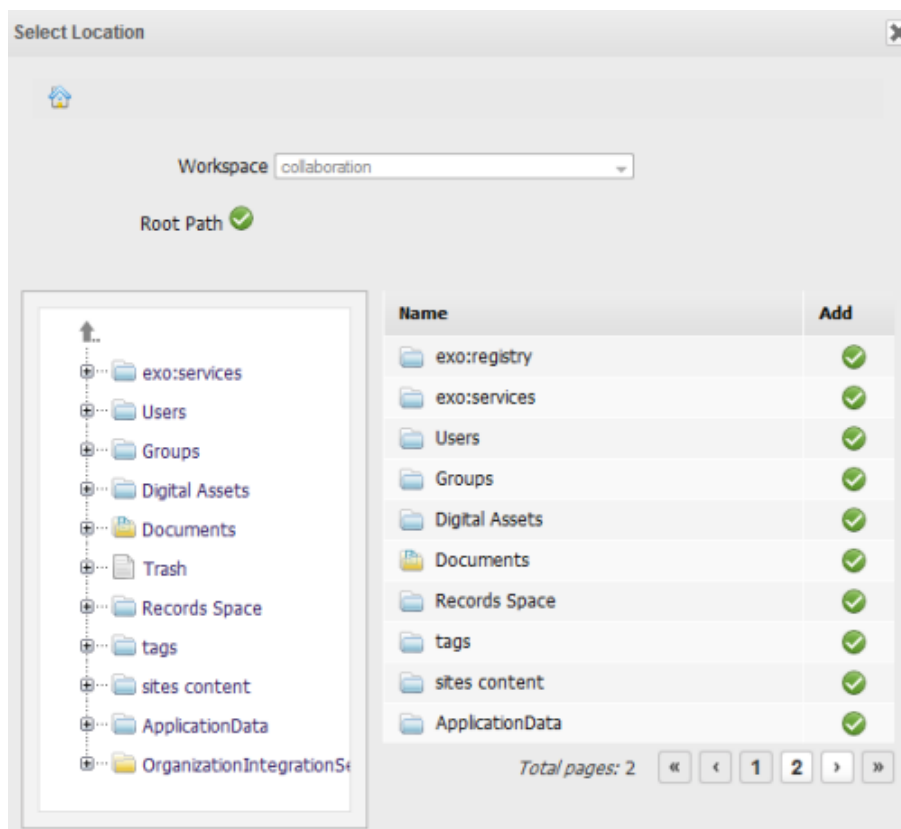 Select Location
Workspace collaboration
Root Path
..
exo:services
Users
Groups
Digital Assets
Documents
Trash
Records Space
tags
sites content
ApplicationData
OrganizationIntegrationSe
Name Add
exo:registry
exo:services
Users
Groups
Digital Assets
Documents
Records Space
tags
sites content
ApplicationData
Total pages: 2 « ‹ 1 2 › »